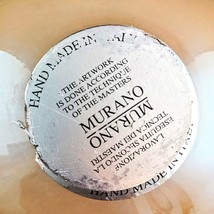 HAND MADE IN
THE ARTWORK
IS DONE ACCORDING
TO THE TECHNIQUE
OF THE MASTERS
MURANO
MURANO
LAVORAZIONE
ESEGUITA SECONDO LA
TECNICA DEI MAESTRI
HAND MADE IN